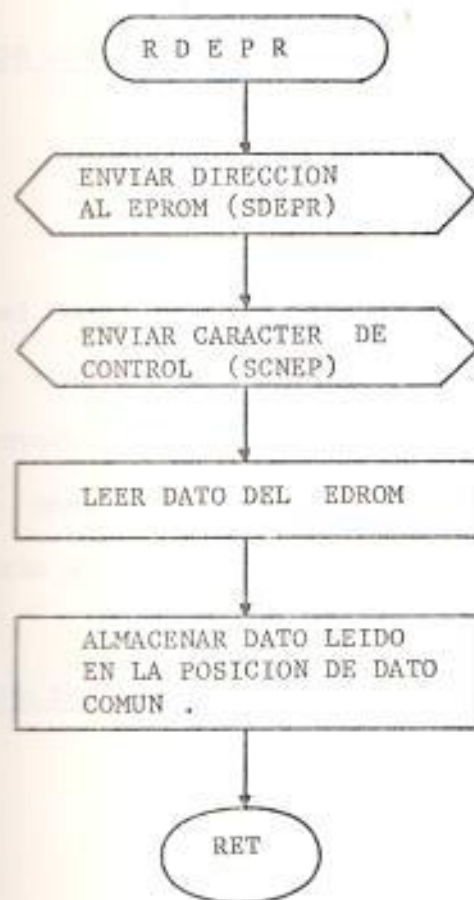 R D E P R
ENVIAR DIRECCION
AL EPROM (SDEPR)
ENVIAR CARACTER DE
CONTROL (SCNEP)
LEER DATO DEL EDROM
ALMACENAR DATO LEIDO
EN LA POSICION DE DATO
COMUN .
RET